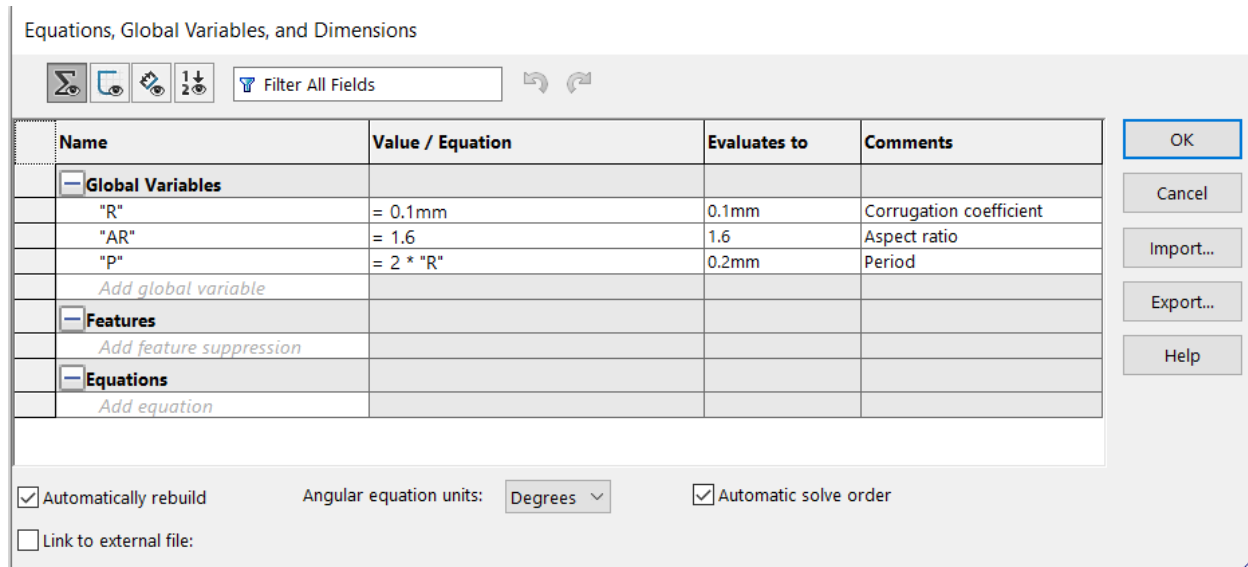 Equations, Global Variables, and Dimensions
Filter All Fields
Name Value / Equation Evaluates to Comments
Global Variables
"R" = 0.1mm 0.1mm Corrugation coefficient
"AR" = 1.6 1.6 Aspect ratio
"P" = 2 * "R" 0.2mm Period
Add global variable
Features
Add feature suppression
Equations
Add equation
OK
Cancel
Import...
Export...
Help
Automatically rebuild Angular equation units: Degrees Automatic solve order
Link to external file: